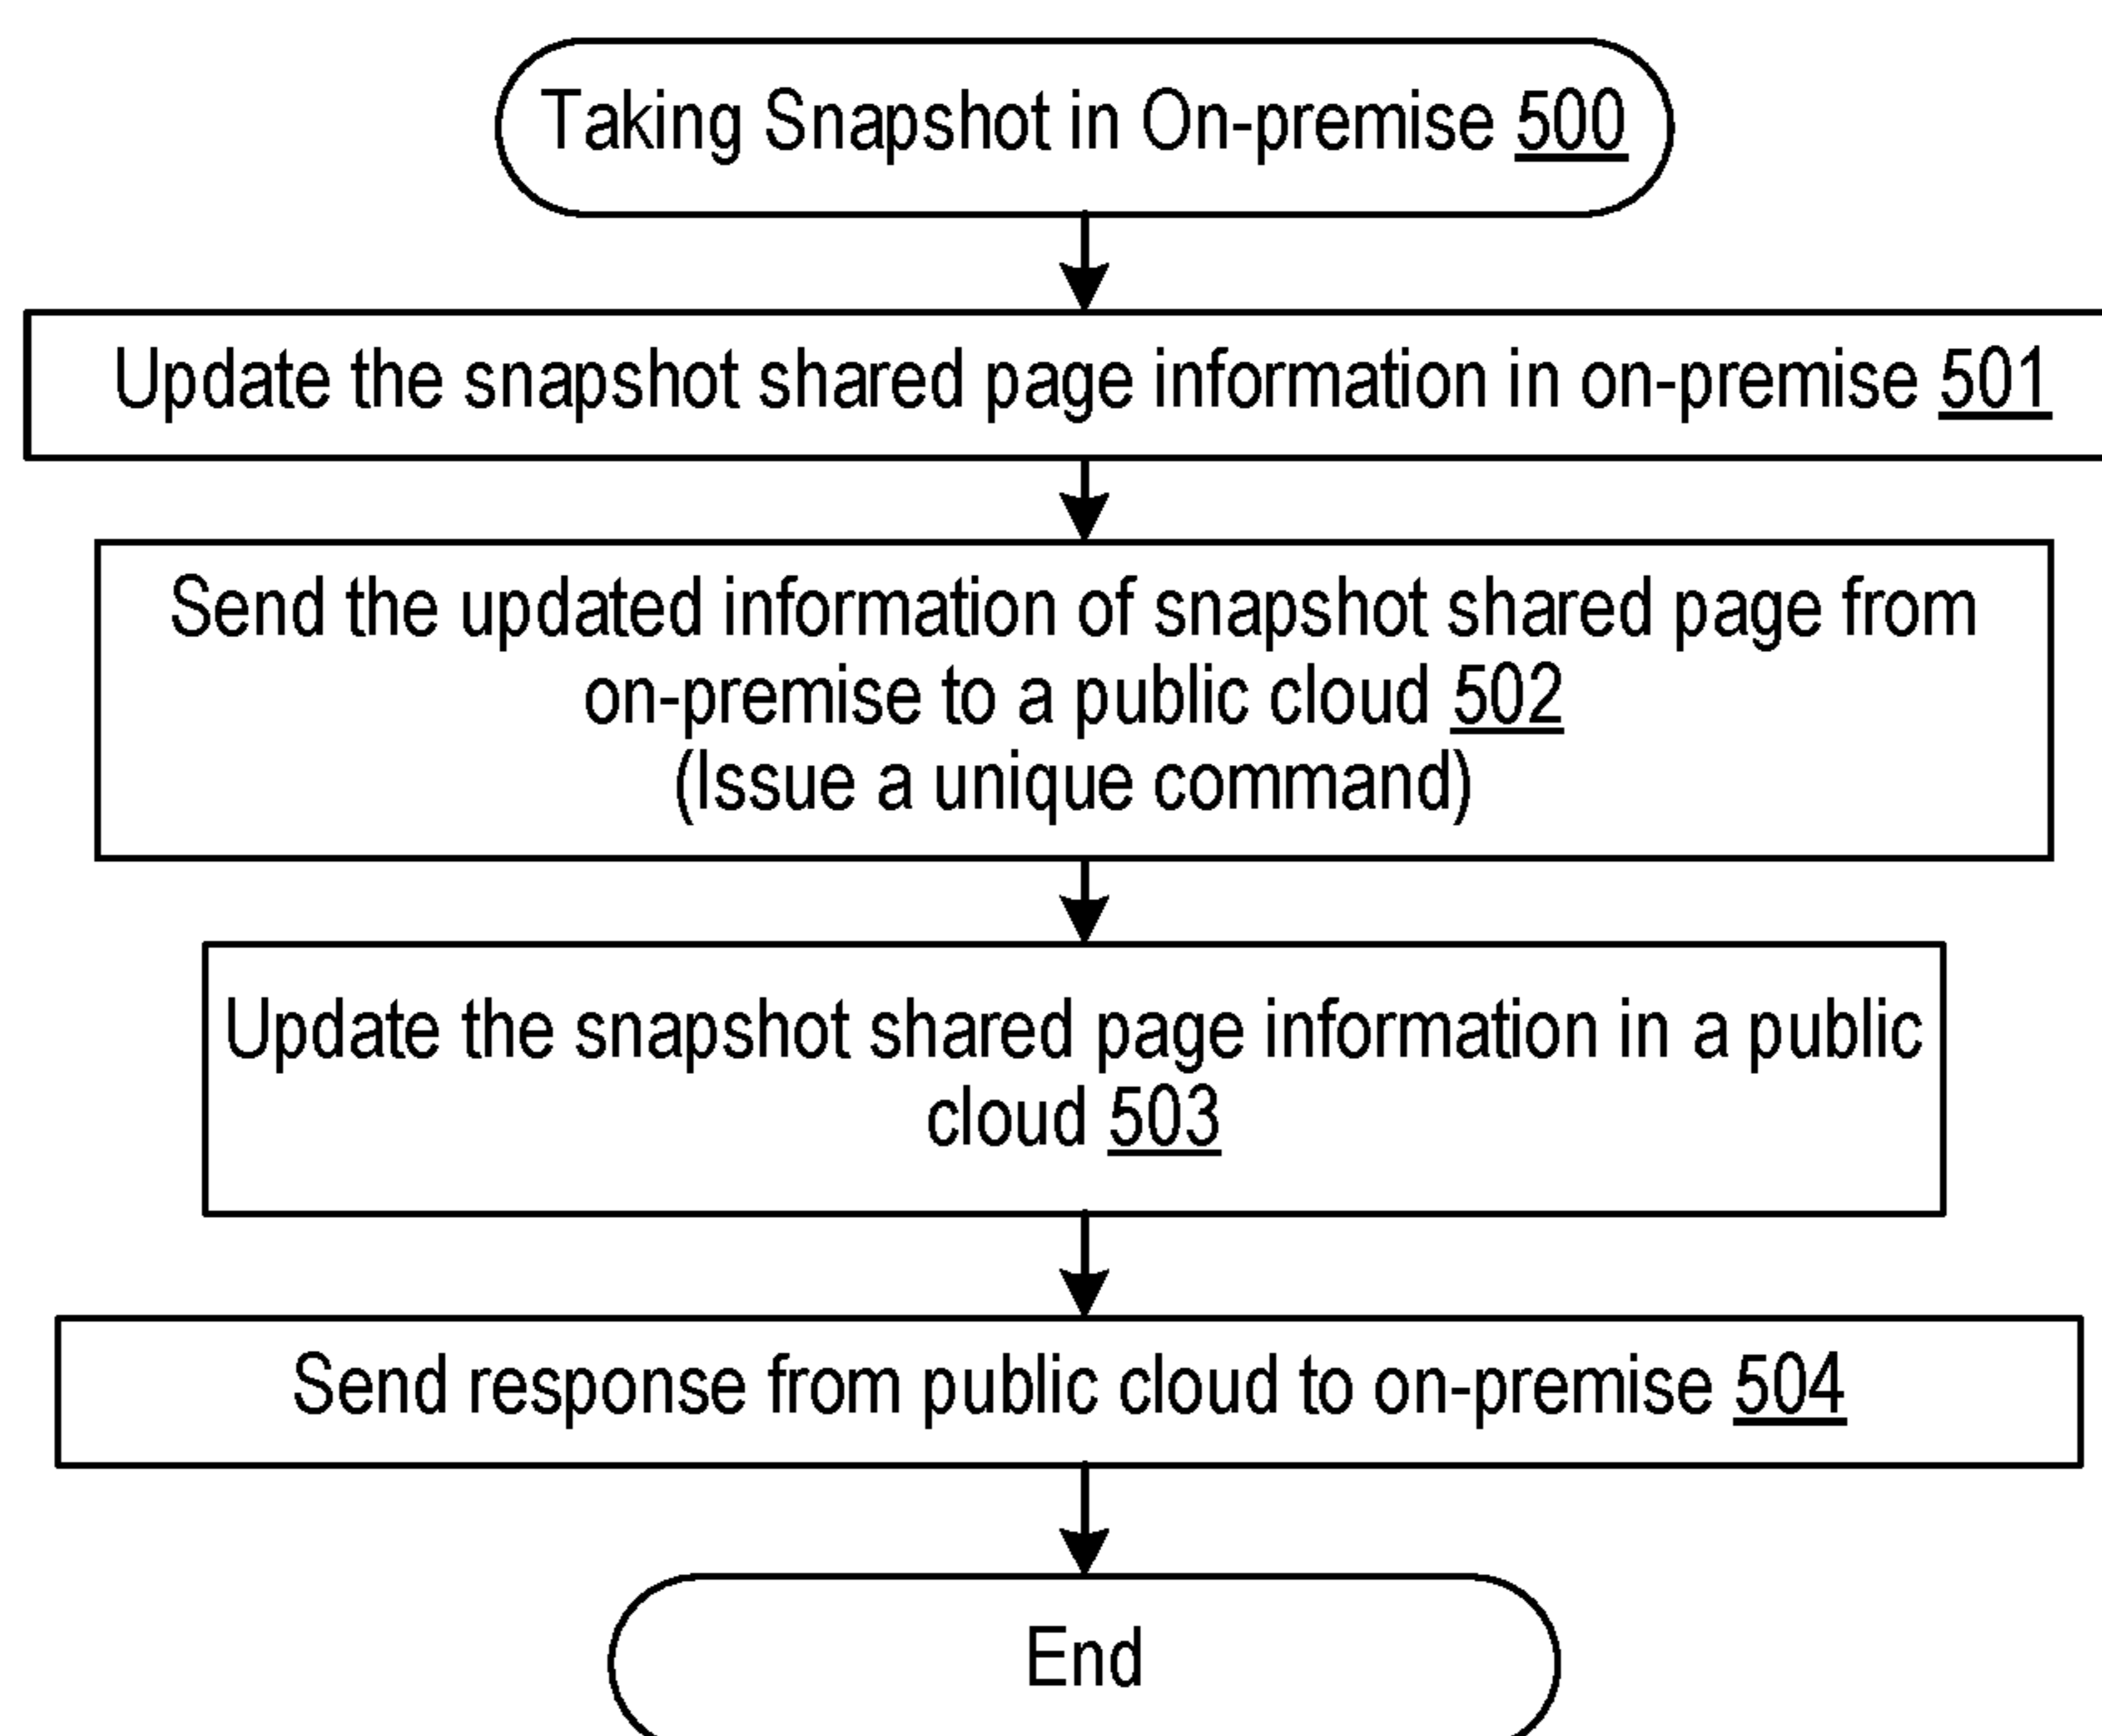 Taking Snapshot in On-premise 500
Update the snapshot shared page information in on-premise 501
Send the updated information of snapshot shared page from
on-premise to a public cloud 502
(Issue a unique command)
Update the snapshot shared page information in a public
cloud 503
Send response from public cloud to on-premise 504
End